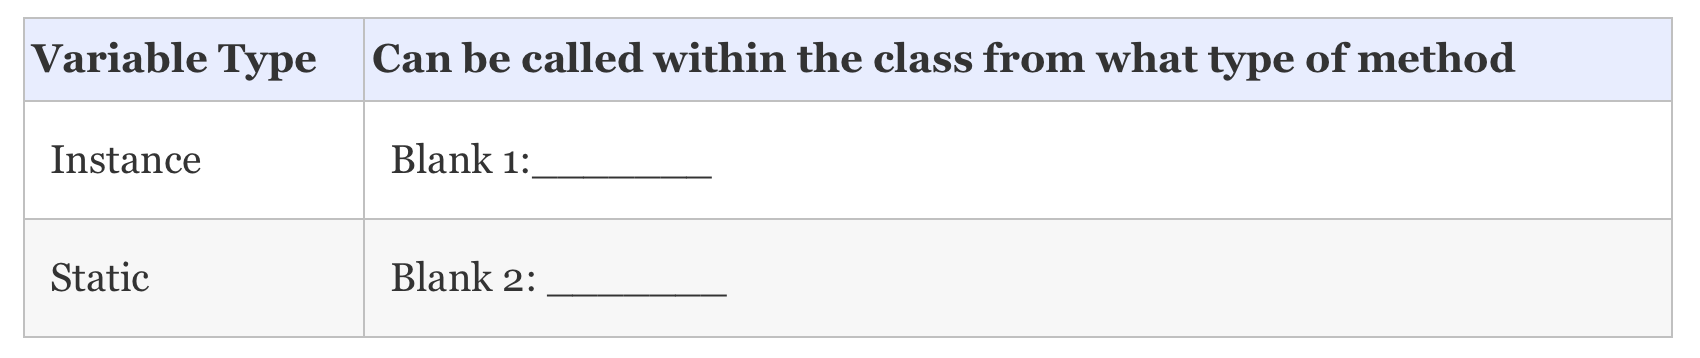 Variable Type Can be called within the class from what type of method
Instance Blank 1:_______
Static Blank 2: _______